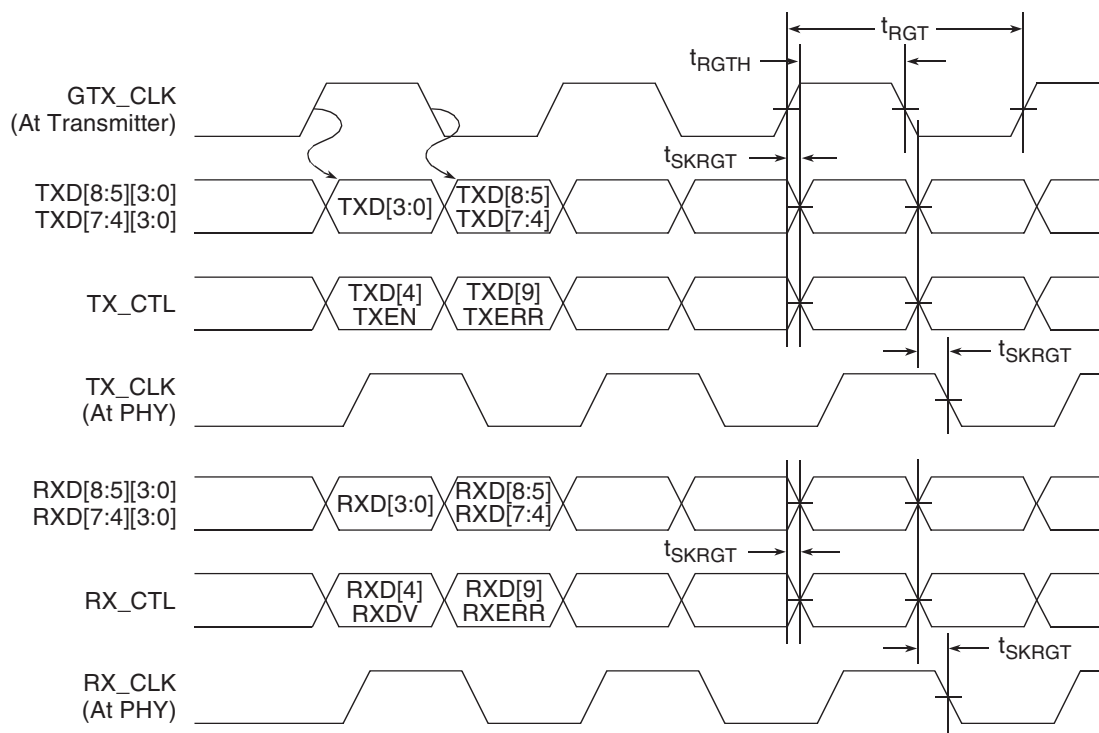 tRGT
tRGTH
GTX_CLK
(At Transmitter)
tSKRGT
TXD[8:5][3:0]
TXD[7:4][3:0]
TXD[3:0]
TXD[8:5]
TXD[7:4]
TX_CTL
TXD[4]
TXEN
TXD[9]
TXERR
tSKRGT
TX_CLK
(At PHY)
RXD[8:5][3:0]
RXD[7:4][3:0]
RXD[3:0]
RXD[8:5]
RXD[7:4]
tSKRGT
RX_CTL
RXD[4]
RXDV
RXD[9]
RXERR
tSKRGT
RX_CLK
(At PHY)